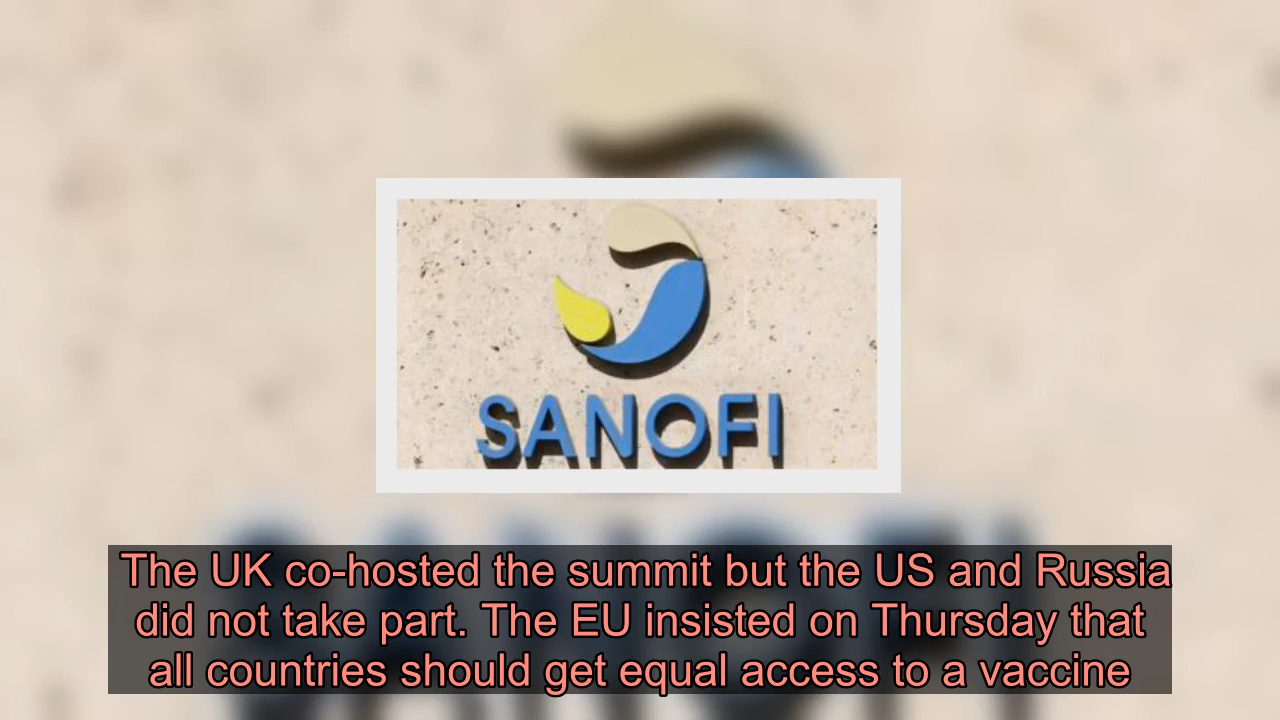 SANOFI
The UK co-hosted the summit but the US and Russia
did not take part. The EU insisted on Thursday that
all countries should get equal access to a vaccine